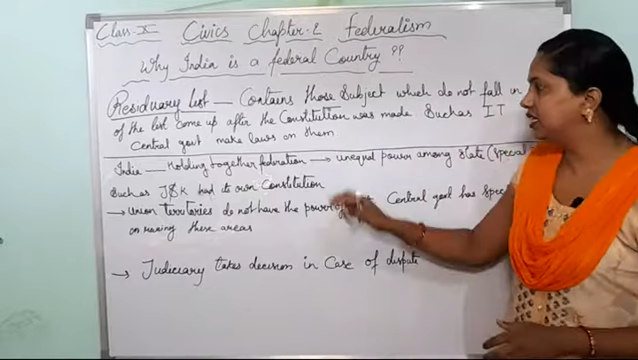 Class-X Civics Chapter-2 Federalism
Why India is a federal Country ??
Residuary list — Contains those Subject which do not fall in
of the list come up after the Constitution was made Such as IT
Central govt make laws on them
India — Holding together federation → unequal power among State (Special
Such as J&K had its own Constitution
→ Union territories do not have the power Central govt has Spe
on these areas
→ Judiciary takes decision in Case of dispute